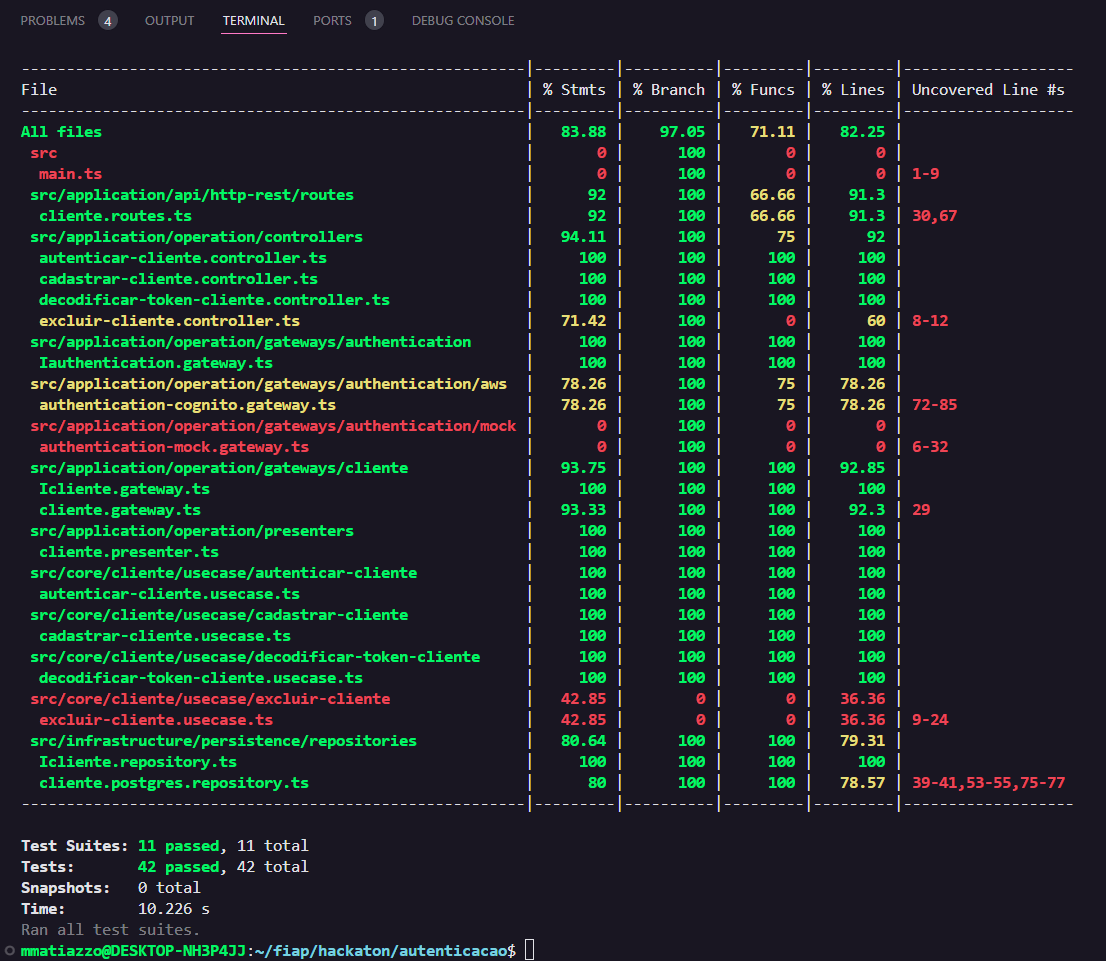 PROBLEMS 4 OUTPUT TERMINAL PORTS 1 DEBUG CONSOLE
-------------------------------------------------------|---------|----------|---------|---------|-------------------
File | % Stmts | % Branch | % Funcs | % Lines | Uncovered Line #s
-------------------------------------------------------|---------|----------|---------|---------|-------------------
All files | 83.88 | 97.05 | 71.11 | 82.25 |
src | 0 | 100 | 0 | 0 |
main.ts | 0 | 100 | 0 | 0 | 1-9
src/application/api/http-rest/routes | 92 | 100 | 66.66 | 91.3 |
cliente.routes.ts | 92 | 100 | 66.66 | 91.3 | 30,67
src/application/operation/controllers | 94.11 | 100 | 75 | 92 |
autenticar-cliente.controller.ts | 100 | 100 | 100 | 100 |
cadastrar-cliente.controller.ts | 100 | 100 | 100 | 100 |
decodificar-token-cliente.controller.ts | 100 | 100 | 100 | 100 |
excluir-cliente.controller.ts | 71.42 | 100 | 0 | 60 | 8-12
src/application/operation/gateways/authentication | 100 | 100 | 100 | 100 |
Iauthentication.gateway.ts | 100 | 100 | 100 | 100 |
src/application/operation/gateways/authentication/aws | 78.26 | 100 | 75 | 78.26 |
authentication-cognito.gateway.ts | 78.26 | 100 | 75 | 78.26 | 72-85
src/application/operation/gateways/authentication/mock | 0 | 100 | 0 | 0 |
authentication-mock.gateway.ts | 0 | 100 | 0 | 0 | 6-32
src/application/operation/gateways/cliente | 93.75 | 100 | 100 | 92.85 |
Icliente.gateway.ts | 100 | 100 | 100 | 100 |
cliente.gateway.ts | 93.33 | 100 | 100 | 92.3 | 29
src/application/operation/presenters | 100 | 100 | 100 | 100 |
cliente.presenter.ts | 100 | 100 | 100 | 100 |
src/core/cliente/usecase/autenticar-cliente | 100 | 100 | 100 | 100 |
autenticar-cliente.usecase.ts | 100 | 100 | 100 | 100 |
src/core/cliente/usecase/cadastrar-cliente | 100 | 100 | 100 | 100 |
cadastrar-cliente.usecase.ts | 100 | 100 | 100 | 100 |
src/core/cliente/usecase/decodificar-token-cliente | 100 | 100 | 100 | 100 |
decodificar-token-cliente.usecase.ts | 100 | 100 | 100 | 100 |
src/core/cliente/usecase/excluir-cliente | 42.85 | 0 | 0 | 36.36 |
excluir-cliente.usecase.ts | 42.85 | 0 | 0 | 36.36 | 9-24
src/infrastructure/persistence/repositories | 80.64 | 100 | 100 | 79.31 |
Icliente.repository.ts | 100 | 100 | 100 | 100 |
cliente.postgres.repository.ts | 80 | 100 | 100 | 78.57 | 39-41,53-55,75-77
-------------------------------------------------------|---------|----------|---------|---------|-------------------
Test Suites: 11 passed, 11 total
Tests: 42 passed, 42 total
Snapshots: 0 total
Time: 10.226 s
Ran all test suites.
mmatiazzo@DESKTOP-NH3P4JJ:~/fiap/hackaton/autenticacao$